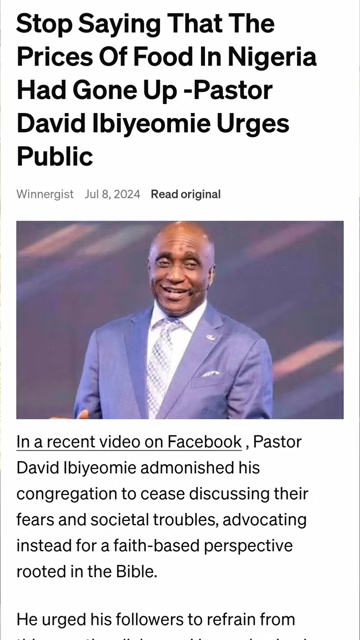 Stop Saying That The
Prices Of Food In Nigeria
Had Gone Up -Pastor
David Ibiyeomie Urges
Public
Winnergist Jul 8, 2024 Read original
In a recent video on Facebook , Pastor
David Ibiyeomie admonished his
congregation to cease discussing their
fears and societal troubles, advocating
instead for a faith-based perspective
rooted in the Bible.
He urged his followers to refrain from